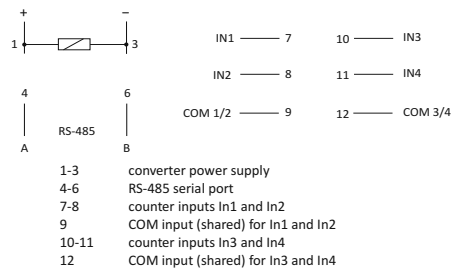 + −
1 3 IN1 7 10 IN3
IN2 8 11 IN4
4 6
COM 1/2 9 12 COM 3/4
RS-485
A B
1-3 converter power supply
4-6 RS-485 serial port
7-8 counter inputs In1 and In2
9 COM input (shared) for In1 and In2
10-11 counter inputs In3 and In4
12 COM input (shared) for In3 and In4